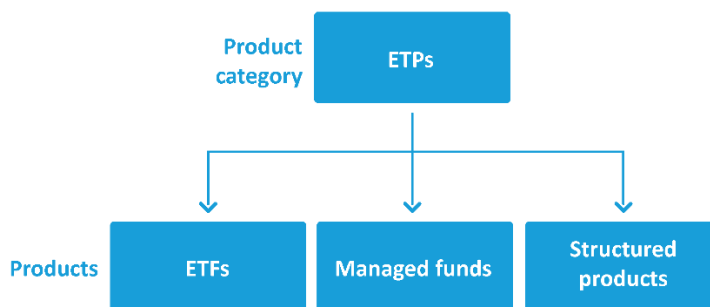 Product
category
ETPs
Products
ETFs
Managed funds
Structured
products